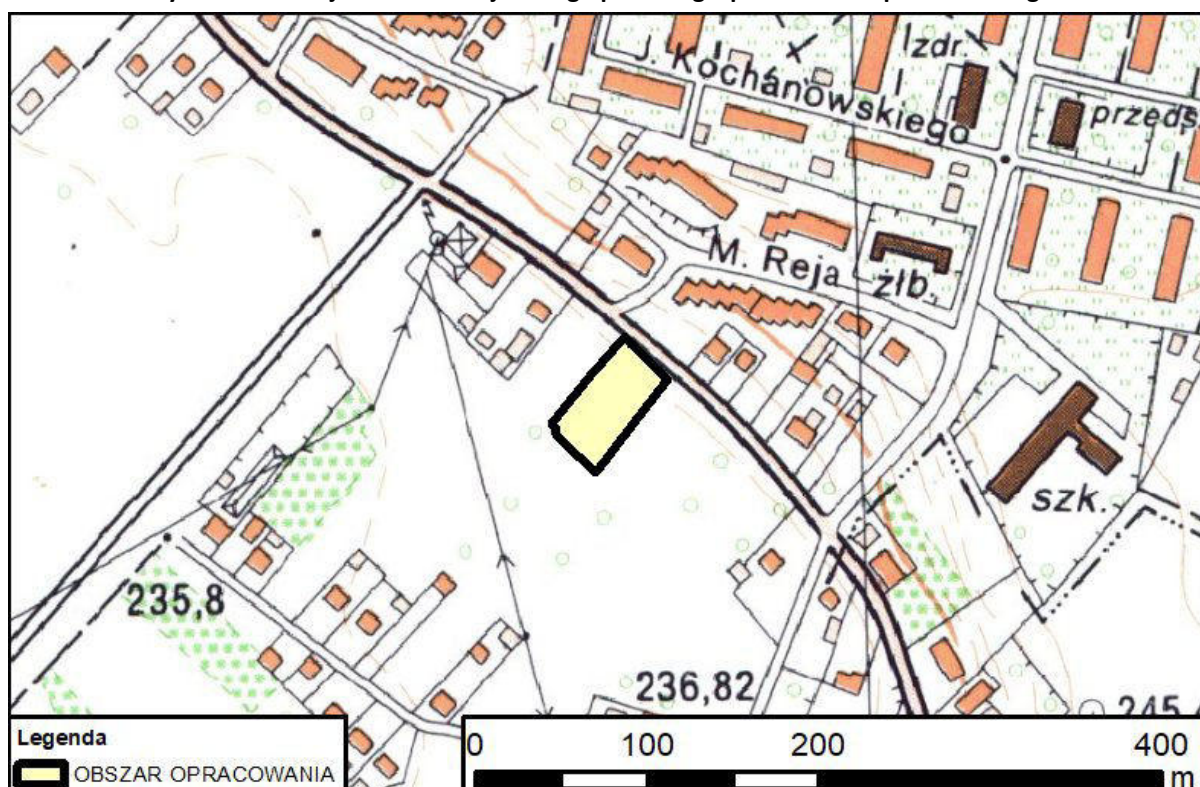 zdr.
J. Kochanowskiego
przeds
M. Reja
żłb.
szk.
235,8
236,82
245
Legenda
OBSZAR OPRACOWANIA
0 100 200 400
m